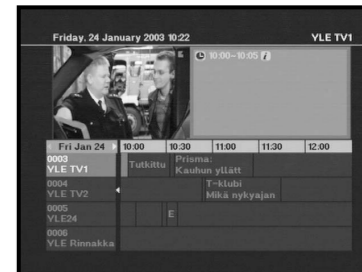 Friday, 24 January 2003 10:22 YLE TV1
10:00-10:05 i
Fri Jan 24 10:00 10:30 11:00 11:30 12:00
0003
YLE TV1
Tutkittu
Prisma:
Kauhun yllätt
0004
YLE TV2
T-klubi
Mikä nykyajan
0005
YLE24
E
0006
YLE Rinnakka